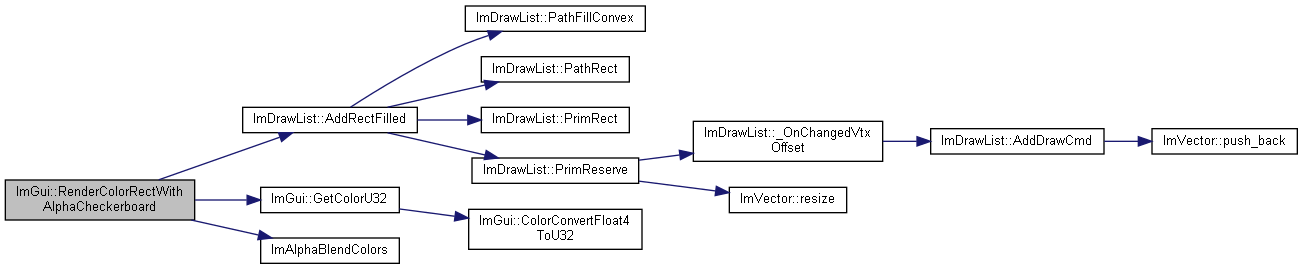 ImDrawList::PathFillConvex
ImDrawList::PathRect
ImDrawList::AddRectFilled
ImDrawList::PrimRect
ImDrawList::_OnChangedVtx
Offset
ImDrawList::AddDrawCmd
ImVector::push_back
ImDrawList::PrimReserve
ImGui::RenderColorRectWith
AlphaCheckerboard
ImGui::GetColorU32
ImVector::resize
ImGui::ColorConvertFloat4
ToU32
ImAlphaBlendColors